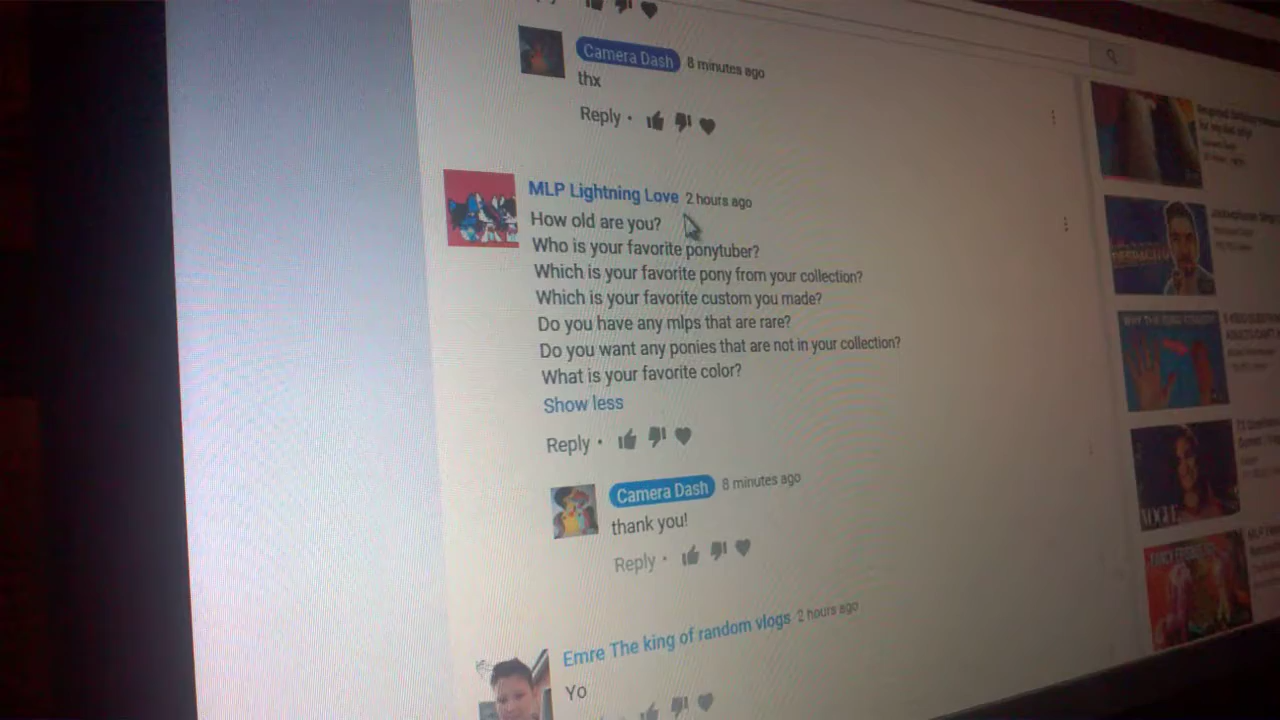 Camera Dash 8 minutes ago
thx
Reply •
MLP Lightning Love 2 hours ago
How old are you?
Who is your favorite ponytuber?
Which is your favorite pony from your collection?
Which is your favorite custom you made?
Do you have any mlps that are rare?
Do you want any ponies that are not in your collection?
What is your favorite color?
Show less
Reply •
Camera Dash 8 minutes ago
thank you!
Reply •
Emre The king of random vlogs 2 hours ago
Yo
VOGUE